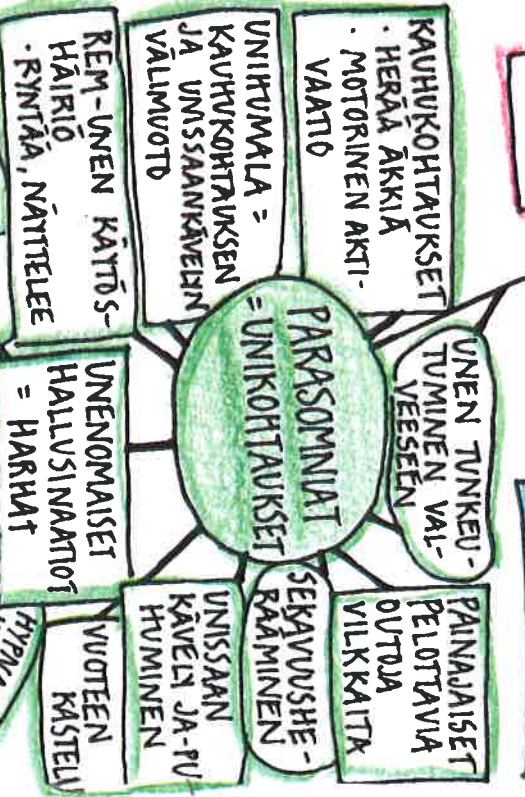 KAUHUKOHTAUKSET
· HERÄÄ ÄKKIÄ
· MOTORINEN AKTI-
VAATIO
UNIHUMALA =
KAUHUKOHTAUKSEN
JA UNISSAANKÄVELYN
VÄLIMUOTO
REM-UNEN KÄYTÖS-
HÄIRIÖ
· RYNTÄÄ, NÄYTTELEE
PARASOMNIAT
= UNIKOHTAUKSET
UNENOMAISET
HALLUSINAATIOT
= HARHAT
UNEN TUNKEU-
TUMINEN VAL-
VEESEEN
PAINAJAISET
PELOTTAVIA
OUTOJA
VILKKAITA
SEKAVUUSHE-
RÄÄMINEN
UNISSAAN
KÄVELY JA-PU-
HUMINEN
VUOTEEN
KASTELU